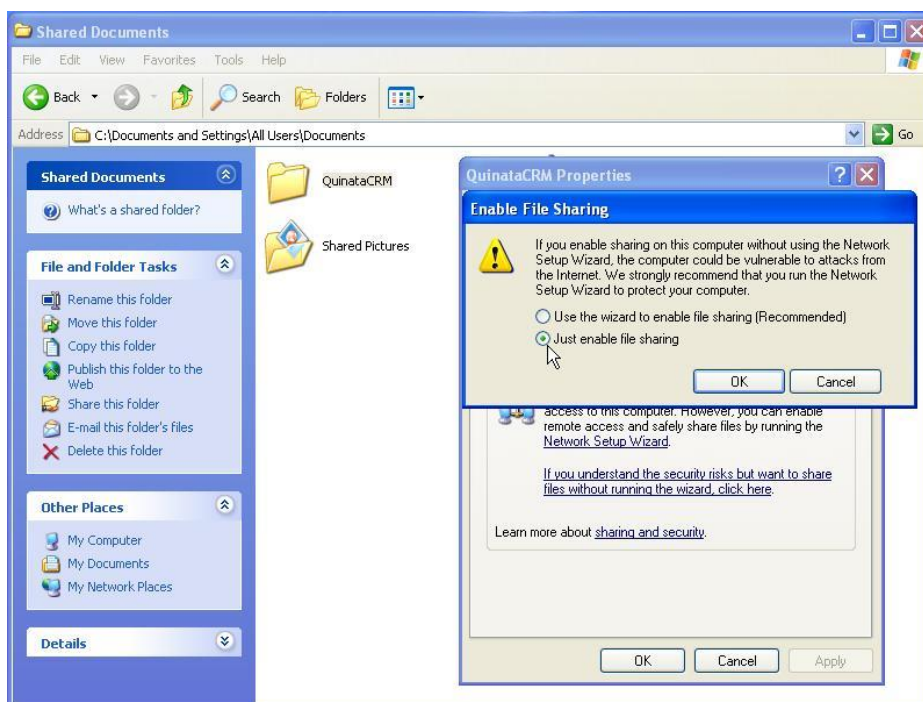 Shared Documents
File Edit View Favorites Tools Help
Back Search Folders
Address C:\Documents and Settings\All Users\Documents Go
Shared Documents
What's a shared folder?
File and Folder Tasks
Rename this folder
Move this folder
Copy this folder
Publish this folder to the
Web
Share this folder
E-mail this folder's files
Delete this folder
Other Places
My Computer
My Documents
My Network Places
Details
QuinataCRM
Shared Pictures
QuinataCRM Properties
Enable File Sharing
If you enable sharing on this computer without using the Network
Setup Wizard, the computer could be vulnerable to attacks from
the Internet. We strongly recommend that you run the Network
Setup Wizard to protect your computer.
Use the wizard to enable file sharing (Recommended)
Just enable file sharing
OK Cancel
access to this computer. However, you can enable
remote access and safely share files by running the
Network Setup Wizard.
If you understand the security risks but want to share
files without running the wizard, click here.
Learn more about sharing and security.
OK Cancel Apply